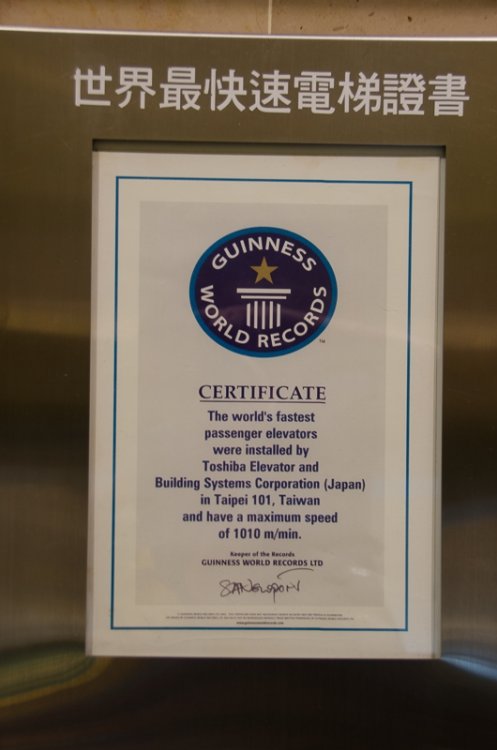 世界最快速電梯證書
GUINNESS
WORLD RECORDS
TM
CERTIFICATE
The world's fastest
passenger elevators
were installed by
Toshiba Elevator and
Building Systems Corporation (Japan)
in Taipei 101, Taiwan
and have a maximum speed
of 1010 m/min.
Keeper of the Records
GUINNESS WORLD RECORDS LTD